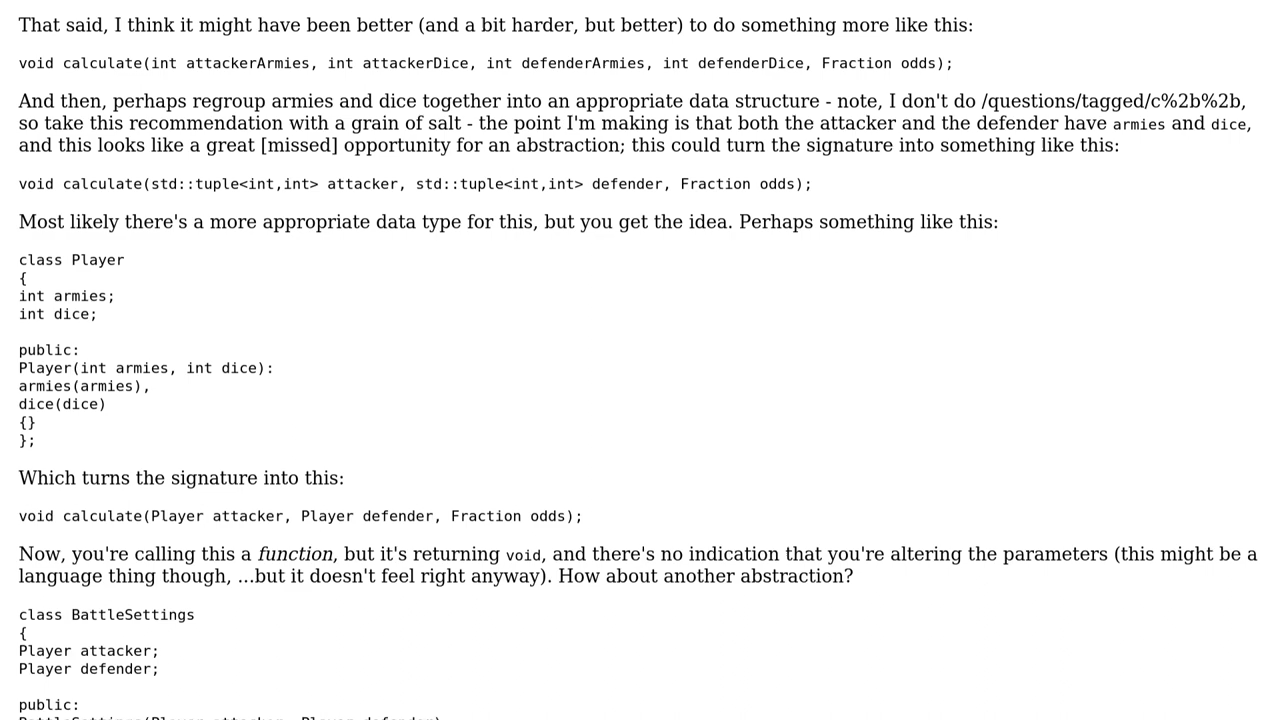 That said, I think it might have been better (and a bit harder, but better) to do something more like this:
void calculate(int attackerArmies, int attackerDice, int defenderArmies, int defenderDice, Fraction odds);
And then, perhaps regroup armies and dice together into an appropriate data structure - note, I don't do /questions/tagged/c%2b%2b,
so take this recommendation with a grain of salt - the point I'm making is that both the attacker and the defender have armies and dice,
and this looks like a great [missed] opportunity for an abstraction; this could turn the signature into something like this:
void calculate(std::tuple<int,int> attacker, std::tuple<int,int> defender, Fraction odds);
Most likely there's a more appropriate data type for this, but you get the idea. Perhaps something like this:
class Player
{
int armies;
int dice;
public:
Player(int armies, int dice):
armies(armies),
dice(dice)
{}
};
Which turns the signature into this:
void calculate(Player attacker, Player defender, Fraction odds);
Now, you're calling this a function, but it's returning void, and there's no indication that you're altering the parameters (this might be a
language thing though, ...but it doesn't feel right anyway). How about another abstraction?
class BattleSettings
{
Player attacker;
Player defender;
public: